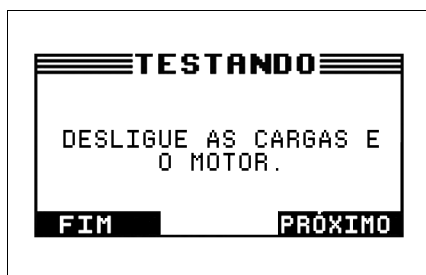 TESTANDO
DESLIGUE AS CARGAS E
O MOTOR.
FIM PRÓXIMO